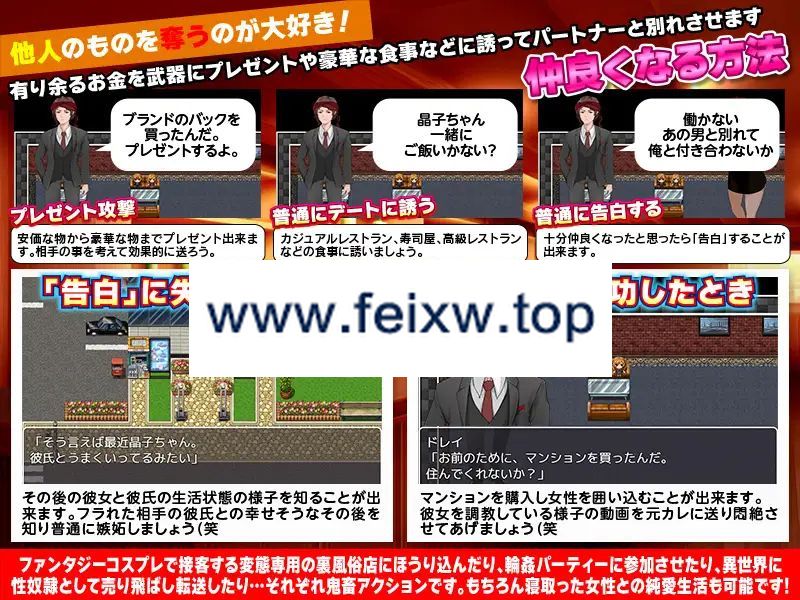 他人のものを奪うのが大好き！
有り余るお金を武器にプレゼントや豪華な食事などに誘ってパートナーと別れさせます
仲良くなる方法
ブランドのバックを
買ったんだ。
プレゼントするよ。
晶子ちゃん
一緒に
ご飯いかない？
働かない
あの男と別れて
俺と付き合わないか
プレゼント攻撃
普通にデートに誘う
普通に告白する
安価な物から豪華な物までプレゼント出来ま
す。相手の事を考えて効果的に送ろう。
カジュアルレストラン、寿司屋、高級レストラン
などの食事に誘いましょう。
十分仲良くなったと思ったら「告白」することが
出来ます。
「告白」に失
功したとき
www.feixw.top
「そう言えば最近晶子ちゃん。
彼氏とうまくいってるみたい」
ドレイ
「お前のために、マンションを買ったんだ。
住んでくれないか？」
その後の彼女と彼氏の生活状態の様子を知ることが出
来ます。フラれた相手の彼氏との幸せそうなその後を
知り普通に嫉妬しましょう(笑
マンションを購入し女性を囲い込むことが出来ます。
彼女を調教している様子の動画を元カレに送り悶絶さ
せてあげましょう(笑
ファンタジーコスプレで接客する変態専用の裏風俗店にほうり込んだり、輪姦パーティーに参加させたり、異世界に
性奴隷として売り飛ばし転送したり…それぞれ鬼畜アクションです。もちろん寝取った女性との純愛生活も可能です！